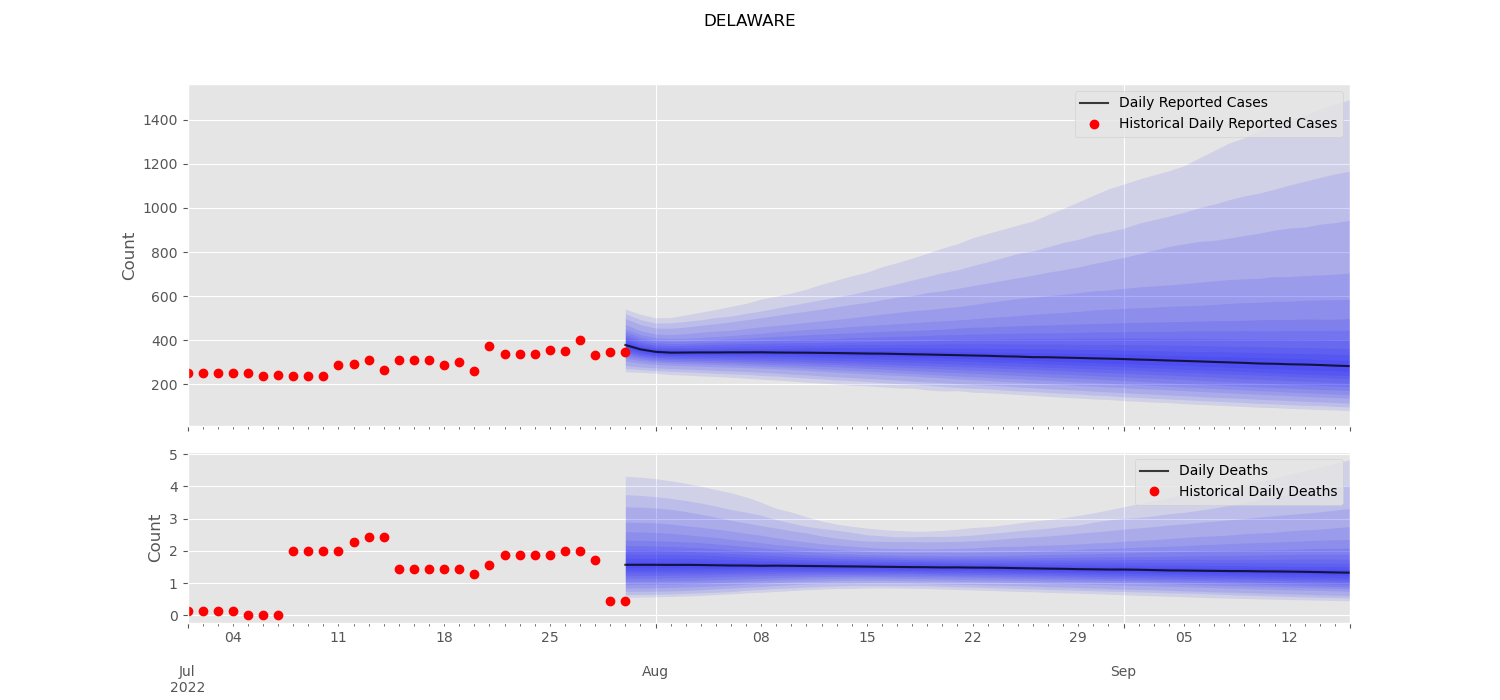 DELAWARE
1400
1200
1000
800
600
400
200
Count
Daily Reported Cases
Historical Daily Reported Cases
5
4
3
2
1
0
Count
Daily Deaths
Historical Daily Deaths
04 11 18 25 08 15 22 29 05 12
Jul Aug Sep
2022